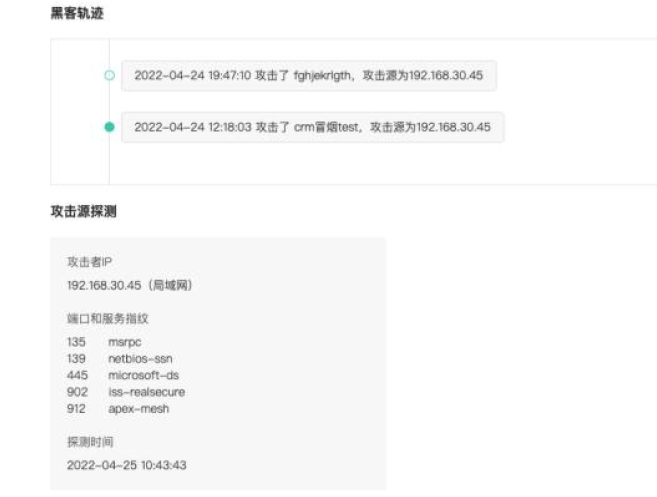 黑客轨迹
2022-04-24 19:47:10 攻击了 fghjekrlgth，攻击源为192.168.30.45
2022-04-24 12:18:03 攻击了 crm冒烟test，攻击源为192.168.30.45
攻击源探测
攻击者IP
192.168.30.45（局域网）
端口和服务指纹
135 msrpc
139 netbios-ssn
445 microsoft-ds
902 iss-realsecure
912 apex-mesh
探测时间
2022-04-25 10:43:43